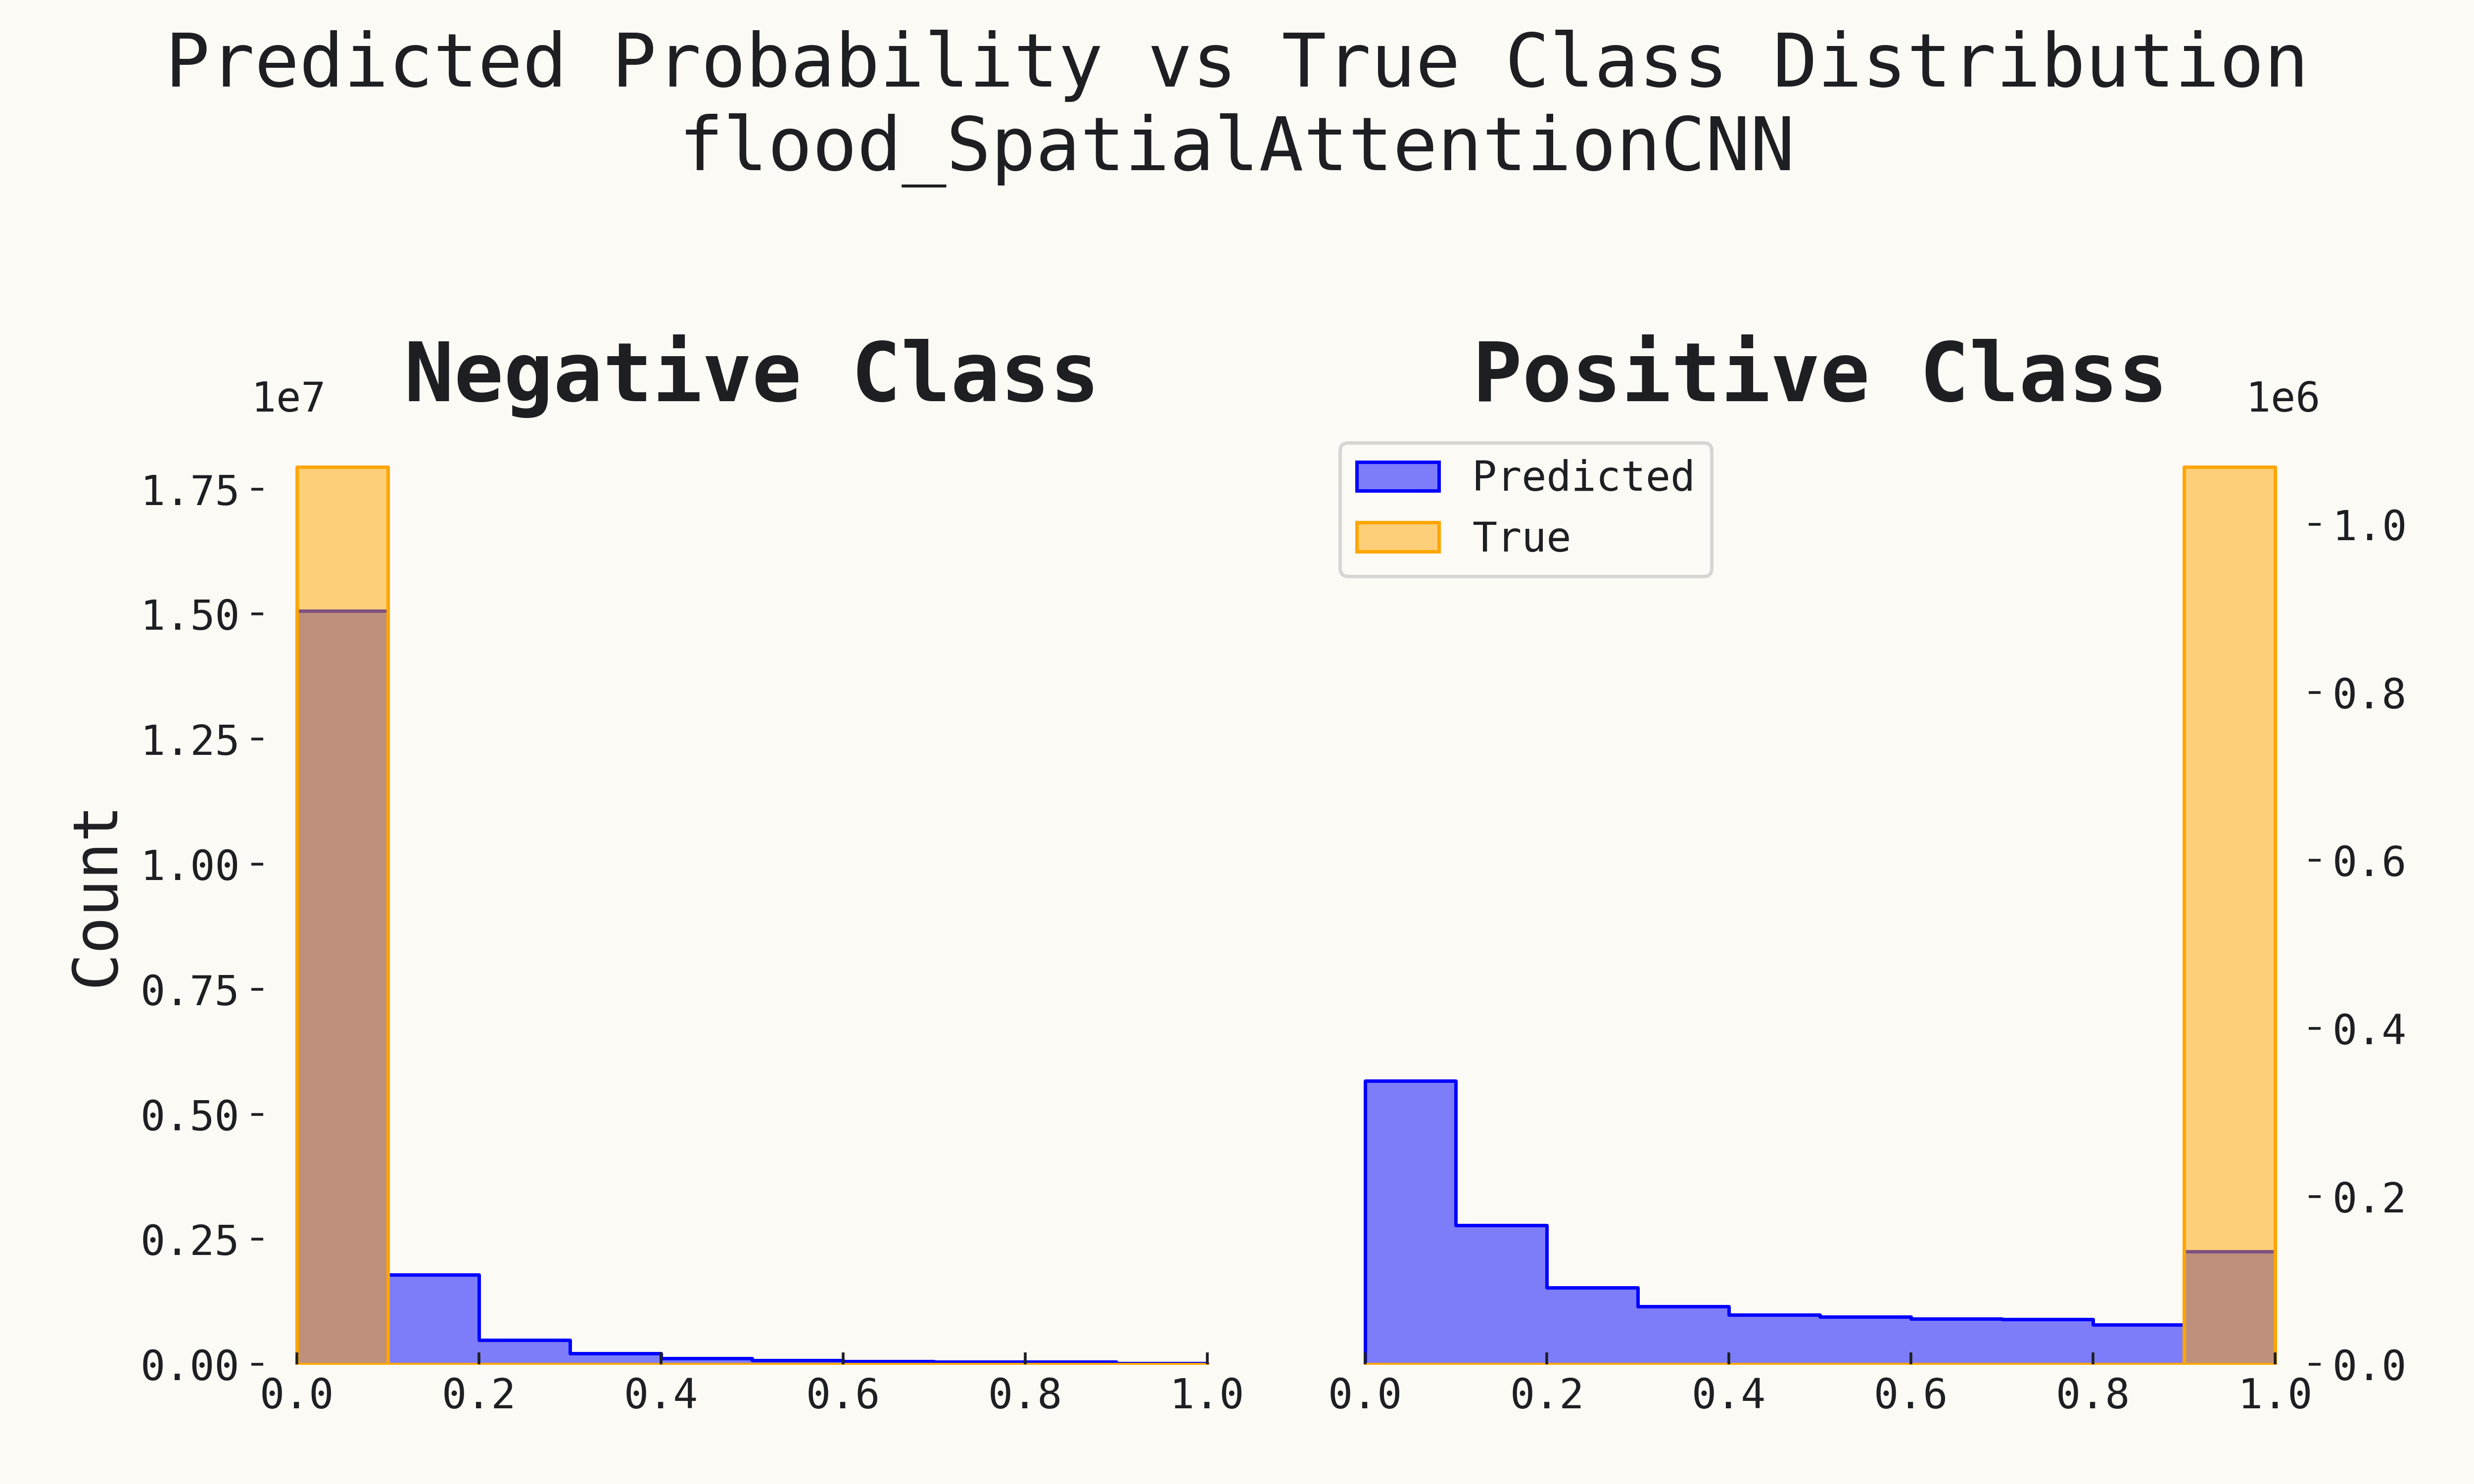 Predicted Probability vs True Class Distribution
flood_SpatialAttentionCNN
Negative Class
Positive Class
1e7
1e6
Predicted
True
1.75
1.50
1.25
1.00
0.75
0.50
0.25
0.00
Count
1.0
0.8
0.6
0.4
0.2
0.0
0.0 0.2 0.4 0.6 0.8 1.0
0.0 0.2 0.4 0.6 0.8 1.0